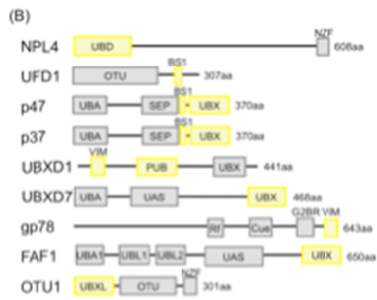 (B)
NPL4 UBD NZF 608aa
UFD1 OTU BS1 307aa
p47 UBA SEP BS1 UBX 370aa
p37 UBA SEP BS1 UBX 370aa
UBXD1 VIM PUB UBX 441aa
UBXD7 UBA UAS UBX 468aa
gp78 Rf Cue G2BR VIM 643aa
FAF1 UBA1 UBL1 UBL2 UAS UBX 650aa
OTU1 UBXL OTU NZF 301aa